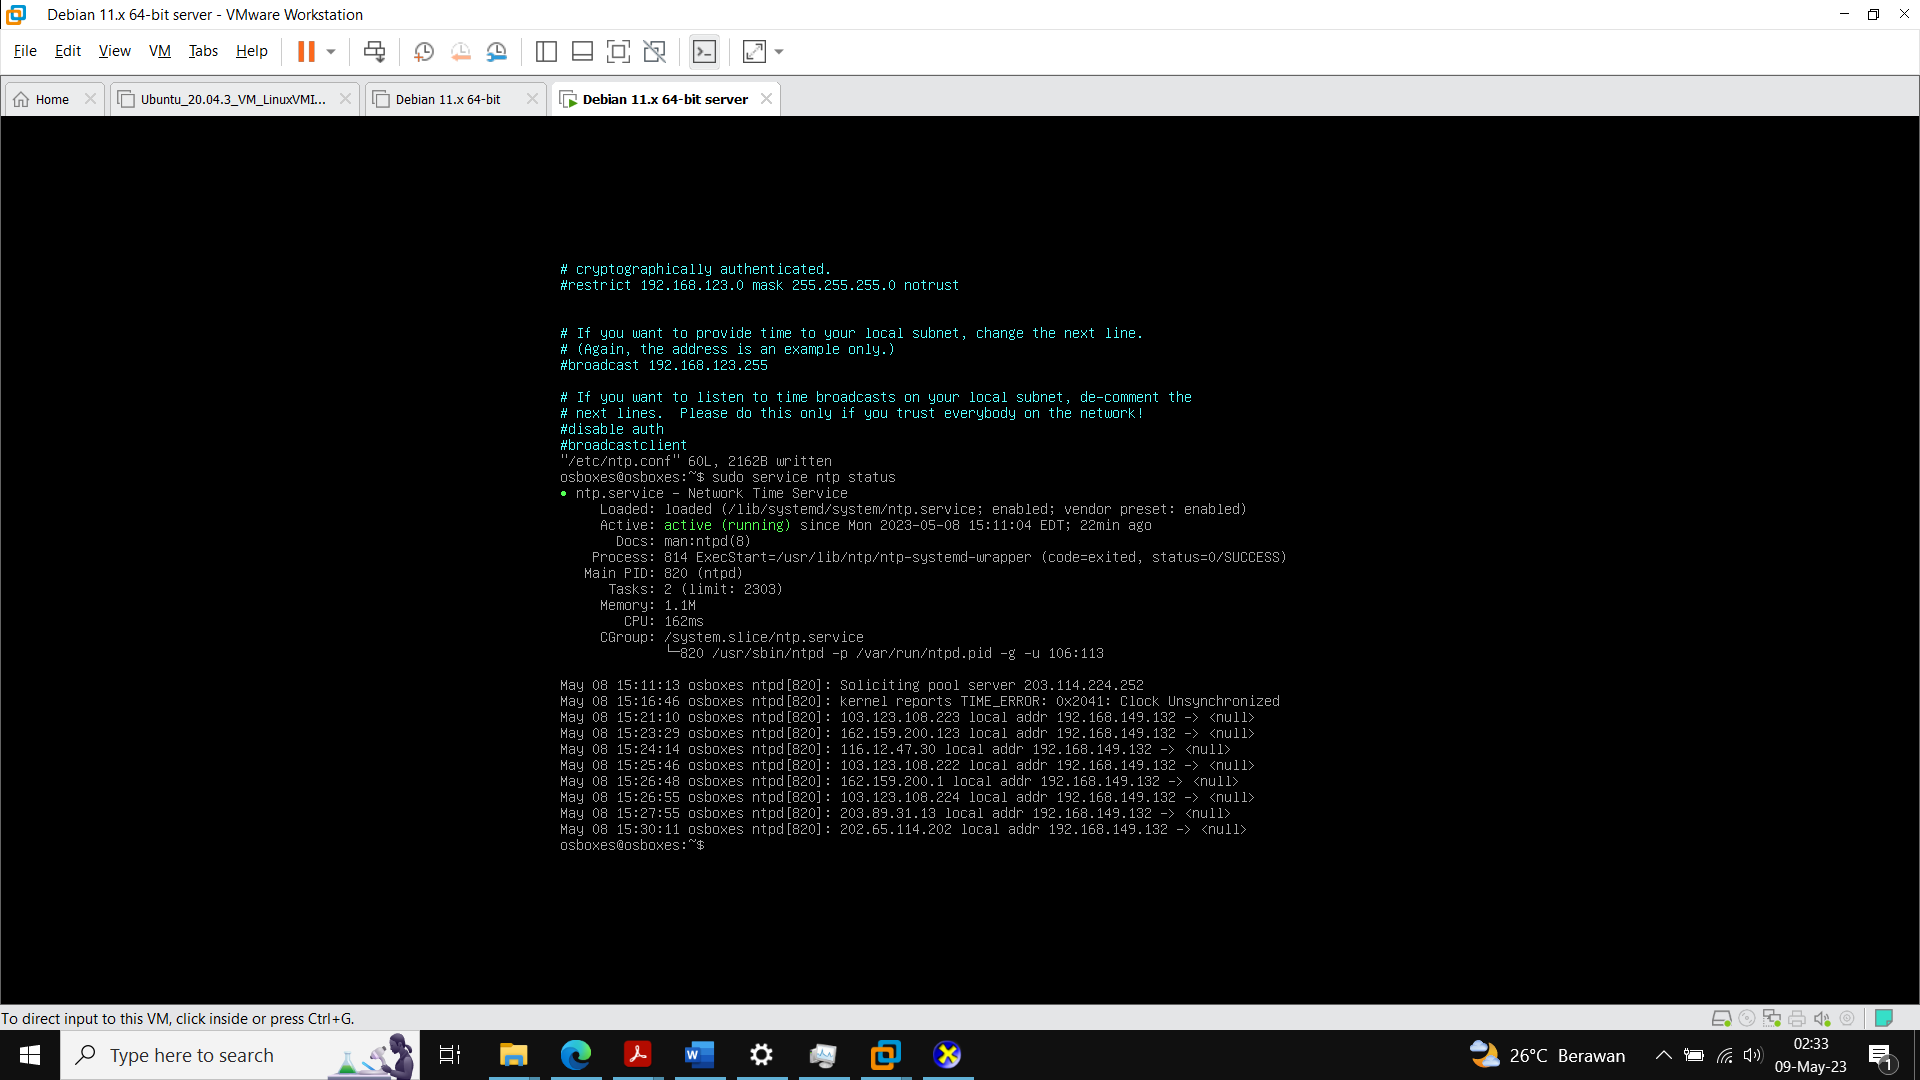 Debian 11.x 64-bit server - VMware Workstation
File Edit View VM Tabs Help
Home
Ubuntu_20.04.3_VM_LinuxVMI...
Debian 11.x 64-bit
Debian 11.x 64-bit server
# cryptographically authenticated.
#restrict 192.168.123.0 mask 255.255.255.0 notrust
# If you want to provide time to your local subnet, change the next line.
# (Again, the address is an example only.)
#broadcast 192.168.123.255
# If you want to listen to time broadcasts on your local subnet, de-comment the
# next lines.  Please do this only if you trust everybody on the network!
#disable auth
#broadcastclient
"/etc/ntp.conf" 60L, 2162B written
osboxes@osboxes:~$ sudo service ntp status
● ntp.service - Network Time Service
Loaded: loaded (/lib/systemd/system/ntp.service; enabled; vendor preset: enabled)
Active: active (running) since Mon 2023-05-08 15:11:04 EDT; 22min ago
Docs: man:ntpd(8)
Process: 814 ExecStart=/usr/lib/ntp/ntp-systemd-wrapper (code=exited, status=0/SUCCESS)
Main PID: 820 (ntpd)
Tasks: 2 (limit: 2303)
Memory: 1.1M
CPU: 162ms
CGroup: /system.slice/ntp.service
└─820 /usr/sbin/ntpd -p /var/run/ntpd.pid -g -u 106:113
May 08 15:11:13 osboxes ntpd[820]: Soliciting pool server 203.114.224.252
May 08 15:16:46 osboxes ntpd[820]: kernel reports TIME_ERROR: 0x2041: Clock Unsynchronized
May 08 15:21:10 osboxes ntpd[820]: 103.123.108.223 local addr 192.168.149.132 -> <null>
May 08 15:23:29 osboxes ntpd[820]: 162.159.200.123 local addr 192.168.149.132 -> <null>
May 08 15:24:14 osboxes ntpd[820]: 116.12.47.30 local addr 192.168.149.132 -> <null>
May 08 15:25:46 osboxes ntpd[820]: 103.123.108.222 local addr 192.168.149.132 -> <null>
May 08 15:26:48 osboxes ntpd[820]: 162.159.200.1 local addr 192.168.149.132 -> <null>
May 08 15:26:55 osboxes ntpd[820]: 103.123.108.224 local addr 192.168.149.132 -> <null>
May 08 15:27:55 osboxes ntpd[820]: 203.89.31.13 local addr 192.168.149.132 -> <null>
May 08 15:30:11 osboxes ntpd[820]: 202.65.114.202 local addr 192.168.149.132 -> <null>
osboxes@osboxes:~$
To direct input to this VM, click inside or press Ctrl+G.
Type here to search
26°C Berawan
02:33
09-May-23
1